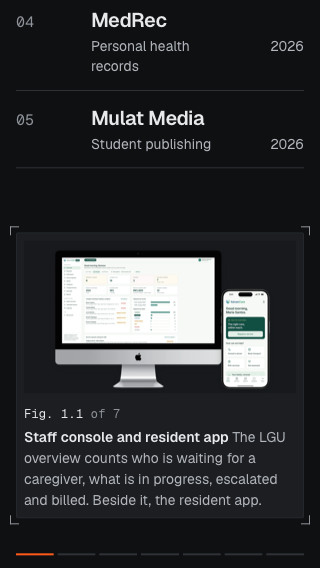 04
MedRec
Personal health
records
2026
05
Mulat Media
Student publishing
2026
Fig. 1.1 of 7
Staff console and resident app The LGU
overview counts who is waiting for a
caregiver, what is in progress, escalated
and billed. Beside it, the resident app.